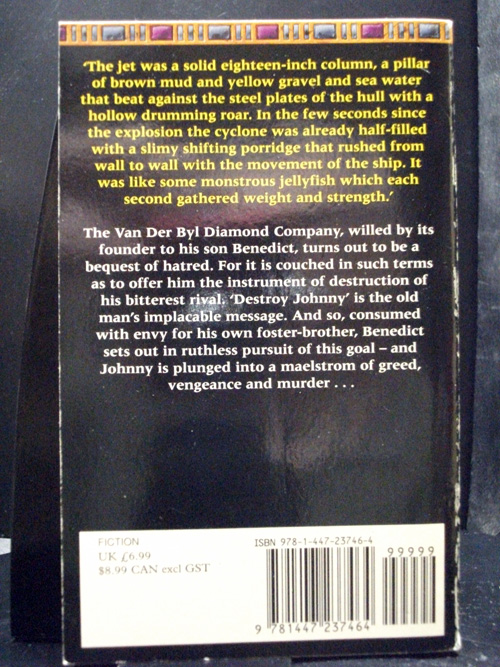 'The jet was a solid eighteen-inch column, a pillar
of brown mud and yellow gravel and sea water
that beat against the steel plates of the hull with a
hollow drumming roar. In the few seconds since
the explosion the cyclone was already half-filled
with a slimy shifting porridge that rushed from
wall to wall with the movement of the ship. It
was like some monstrous jellyfish which each
second gathered weight and strength.'
The Van Der Byl Diamond Company, willed by its
founder to his son Benedict, turns out to be a
bequest of hatred. For it is couched in such terms
as to offer him the instrument of destruction of
his bitterest rival. 'Destroy Johnny' is the old
man's implacable message. And so, consumed
with envy for his own foster-brother, Benedict
sets out in ruthless pursuit of this goal – and
Johnny is plunged into a maelstrom of greed,
vengeance and murder . . .
FICTION
UK £6.99
$8.99 CAN excl GST
ISBN 978-1-447-23746-4
99999
9 781447 237464